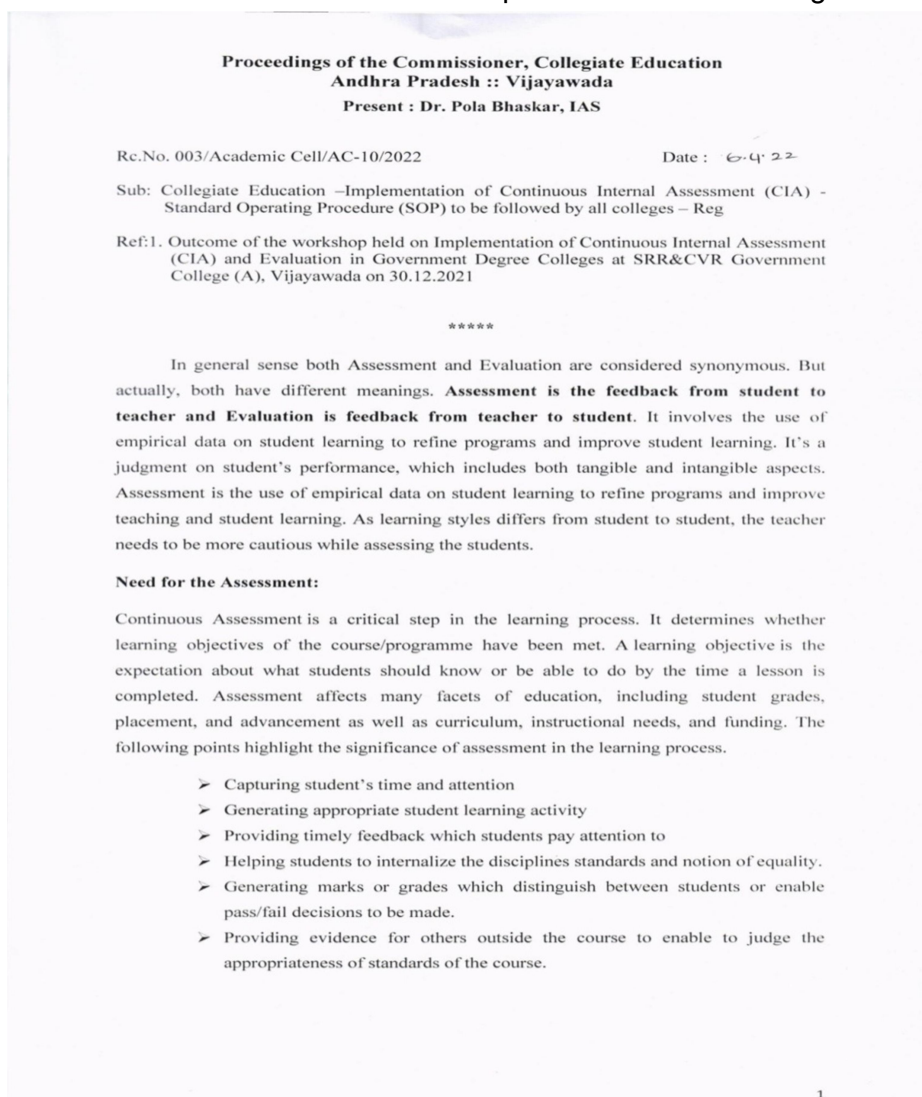 Proceedings of the Commissioner, Collegiate Education
Andhra Pradesh :: Vijayawada
Present : Dr. Pola Bhaskar, IAS
Rc.No. 003/Academic Cell/AC-10/2022 Date : 6.4.22
Sub: Collegiate Education –Implementation of Continuous Internal Assessment (CIA) -
Standard Operating Procedure (SOP) to be followed by all colleges – Reg
Ref:1. Outcome of the workshop held on Implementation of Continuous Internal Assessment
(CIA) and Evaluation in Government Degree Colleges at SRR&CVR Government
College (A), Vijayawada on 30.12.2021
*****
In general sense both Assessment and Evaluation are considered synonymous. But
actually, both have different meanings. Assessment is the feedback from student to
teacher and Evaluation is feedback from teacher to student. It involves the use of
empirical data on student learning to refine programs and improve student learning. It's a
judgment on student's performance, which includes both tangible and intangible aspects.
Assessment is the use of empirical data on student learning to refine programs and improve
teaching and student learning. As learning styles differs from student to student, the teacher
needs to be more cautious while assessing the students.
Need for the Assessment:
Continuous Assessment is a critical step in the learning process. It determines whether
learning objectives of the course/programme have been met. A learning objective is the
expectation about what students should know or be able to do by the time a lesson is
completed. Assessment affects many facets of education, including student grades,
placement, and advancement as well as curriculum, instructional needs, and funding. The
following points highlight the significance of assessment in the learning process.
➢ Capturing student's time and attention
➢ Generating appropriate student learning activity
➢ Providing timely feedback which students pay attention to
➢ Helping students to internalize the disciplines standards and notion of equality.
➢ Generating marks or grades which distinguish between students or enable
pass/fail decisions to be made.
➢ Providing evidence for others outside the course to enable to judge the
appropriateness of standards of the course.
1